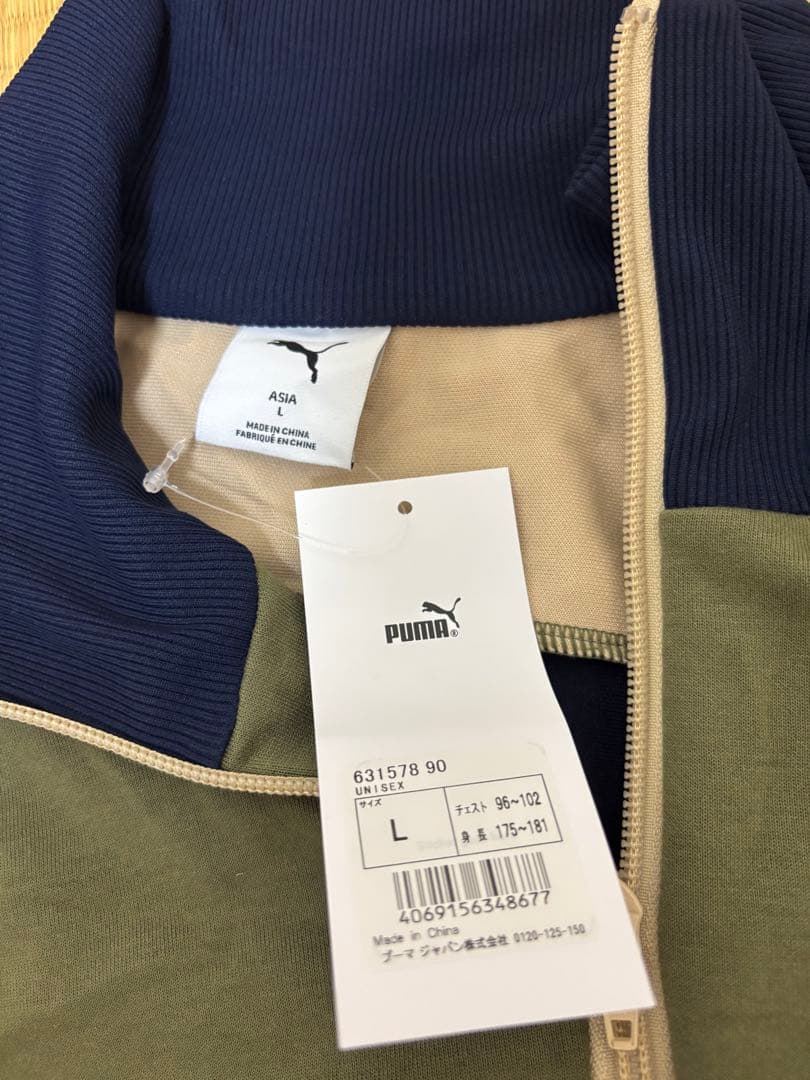 ASIA
L
MADE IN CHINA
FABRIQUÉ EN CHINE
PUMA®
631578 90
UNISEX
サイズ
L
チェスト 96~102
身長 175~181
4069156348677
Made in China
プーマ ジャパン株式会社 0120-125-150